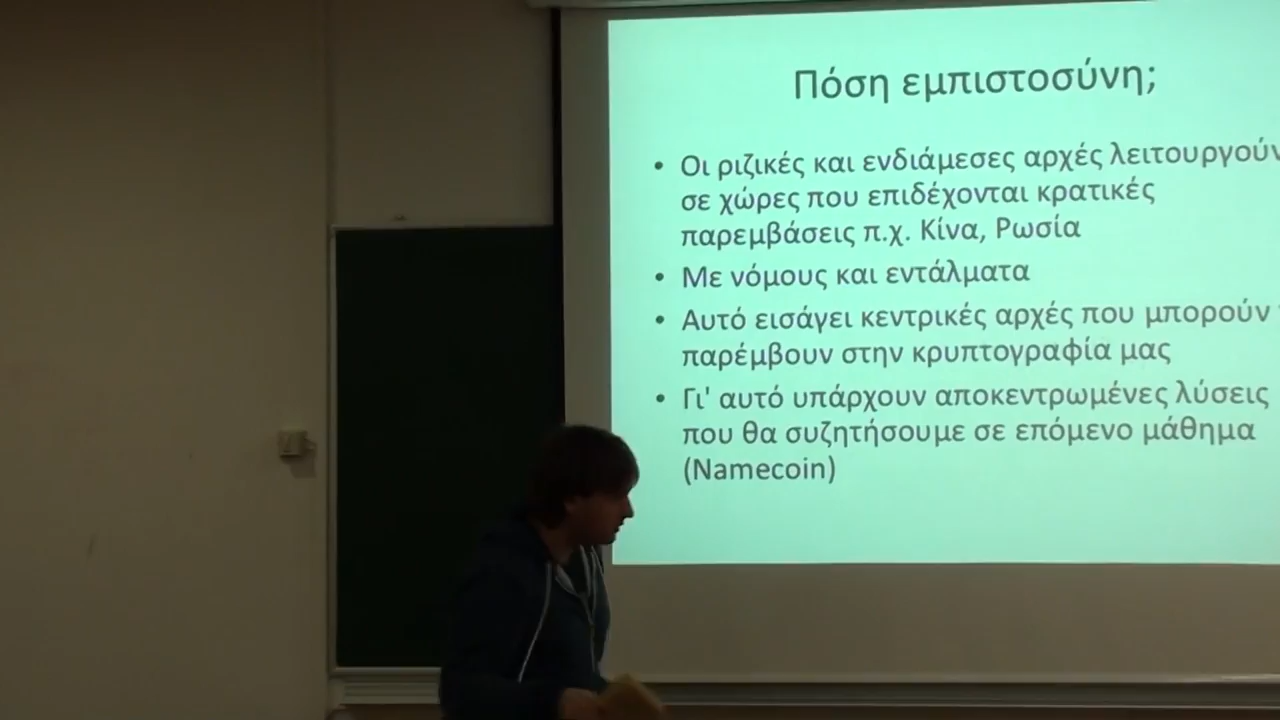 Πόση εμπιστοσύνη;
• Οι ριζικές και ενδιάμεσες αρχές λειτουργούν
σε χώρες που επιδέχονται κρατικές
παρεμβάσεις π.χ. Κίνα, Ρωσία
• Με νόμους και εντάλματα
• Αυτό εισάγει κεντρικές αρχές που μπορούν
παρέμβουν στην κρυπτογραφία μας
• Γι' αυτό υπάρχουν αποκεντρωμένες λύσεις
που θα συζητήσουμε σε επόμενο μάθημα
(Namecoin)